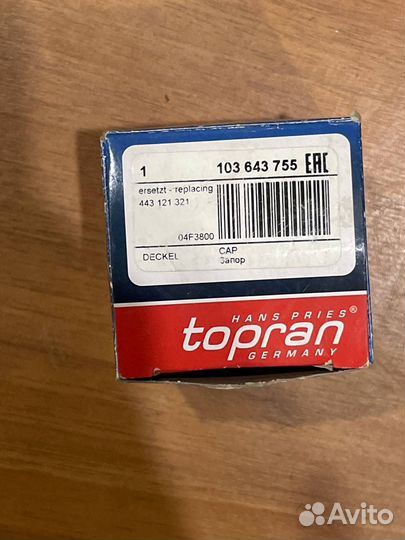 1 103 643 755 EAC
ersetzt - replacing
443 121 321
04F3800
DECKEL CAP
Запор
HANS PRIES®
topran
GERMANY
Avito